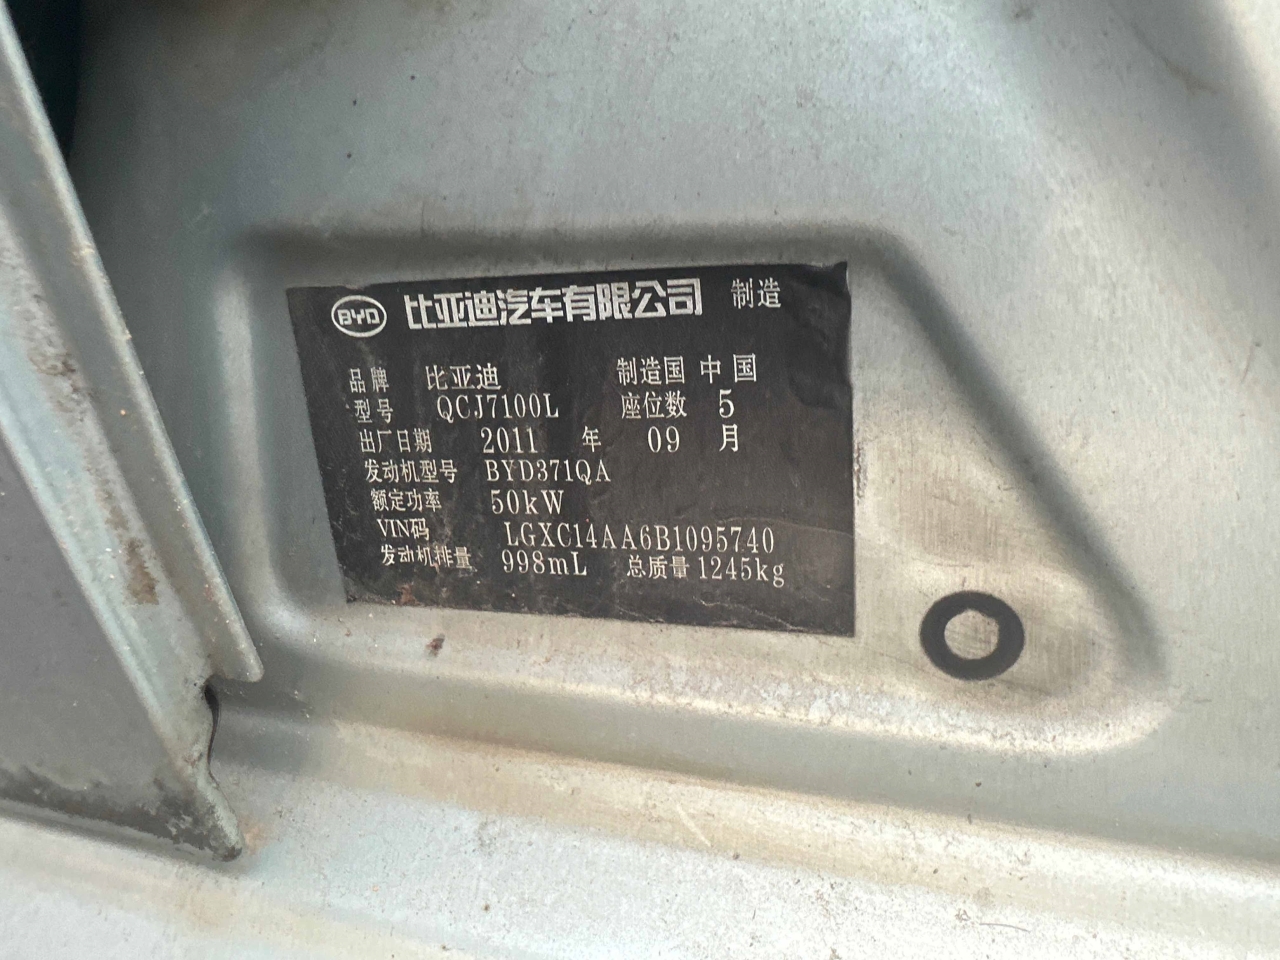 BYD 比亚迪汽车有限公司 制造
品牌 比亚迪 制造国 中国
型号 QCJ7100L 座位数 5
出厂日期 2011 年 09 月
发动机型号 BYD371QA
额定功率 50kW
VIN码 LGXC14AA6B1095740
发动机排量 998mL 总质量 1245kg